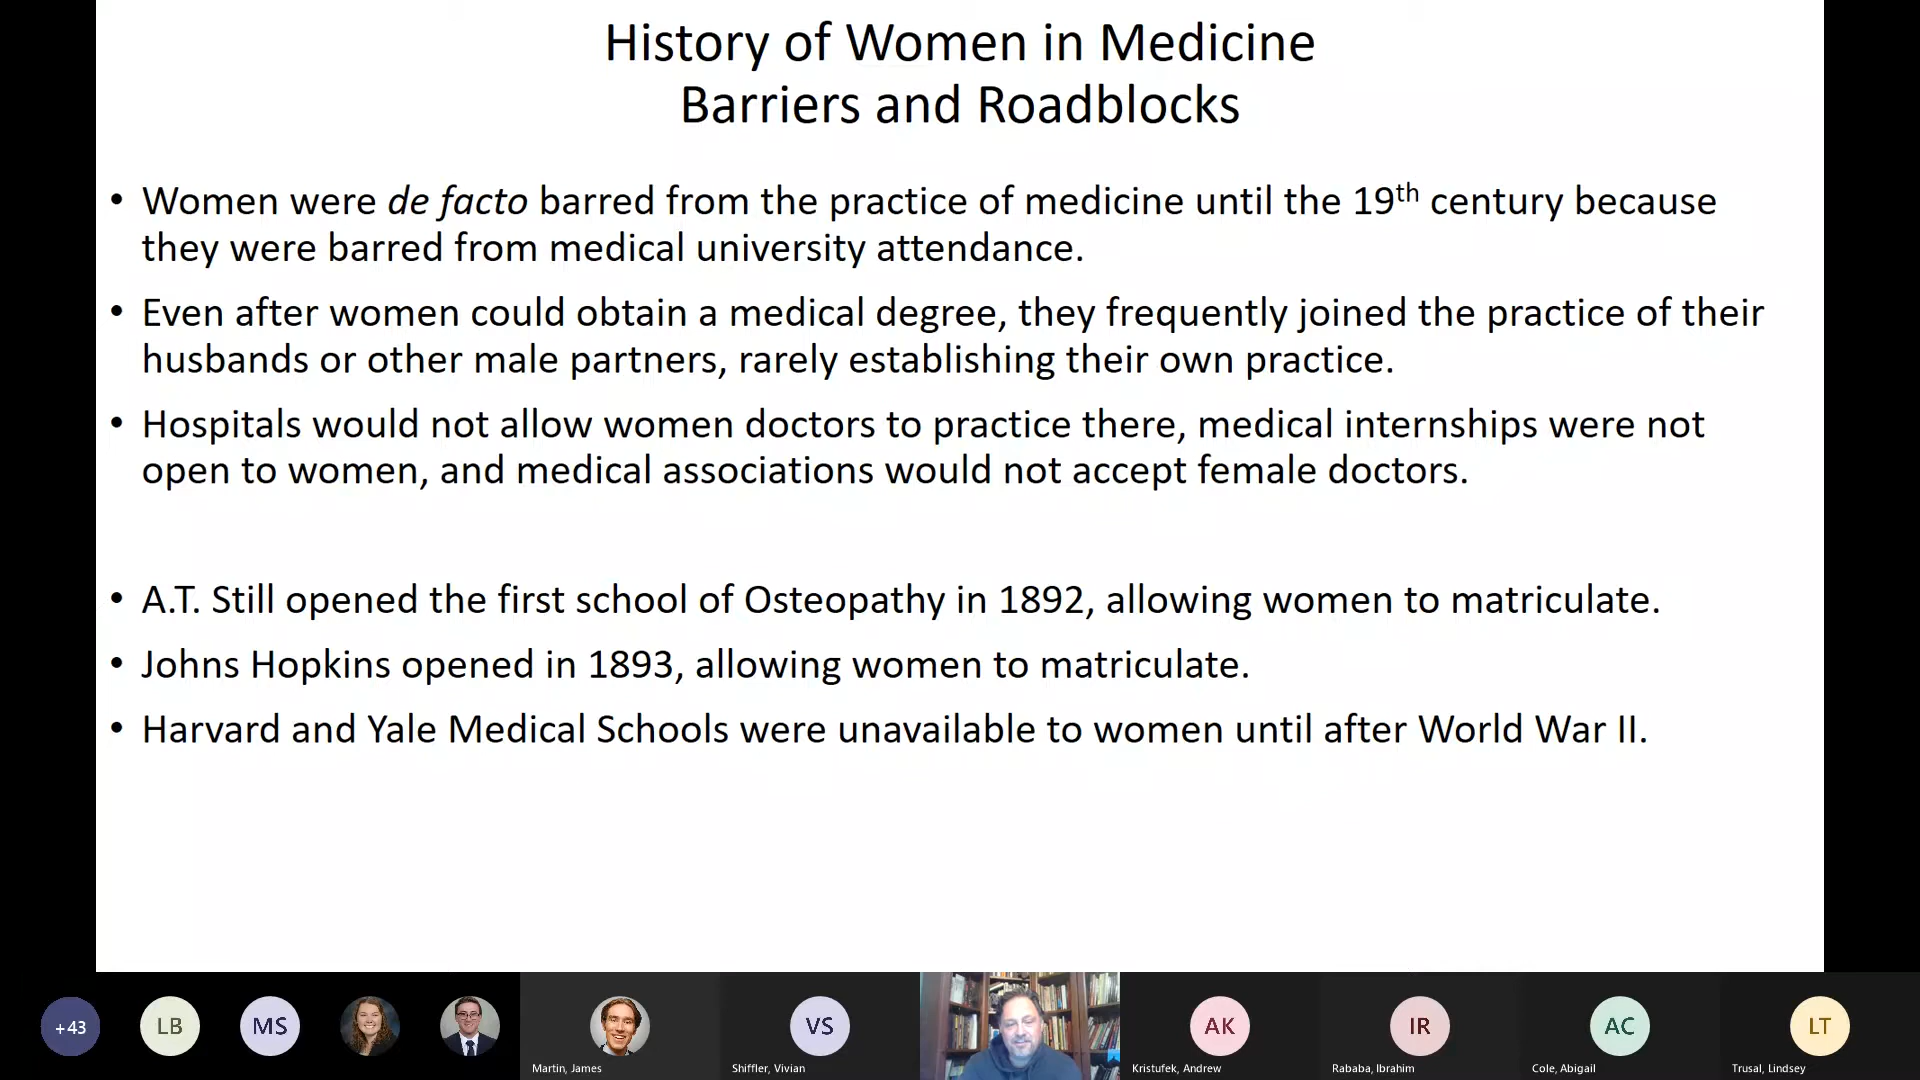 History of Women in Medicine
Barriers and Roadblocks
• Women were de facto barred from the practice of medicine until the 19th century because
they were barred from medical university attendance.
• Even after women could obtain a medical degree, they frequently joined the practice of their
husbands or other male partners, rarely establishing their own practice.
• Hospitals would not allow women doctors to practice there, medical internships were not
open to women, and medical associations would not accept female doctors.
• A.T. Still opened the first school of Osteopathy in 1892, allowing women to matriculate.
• Johns Hopkins opened in 1893, allowing women to matriculate.
• Harvard and Yale Medical Schools were unavailable to women until after World War II.
+43 LB MS VS AK IR AC LT
Martin, James Shiffler, Vivian Kristufek, Andrew Rababa, Ibrahim Cole, Abigail Trusal, Lindsey